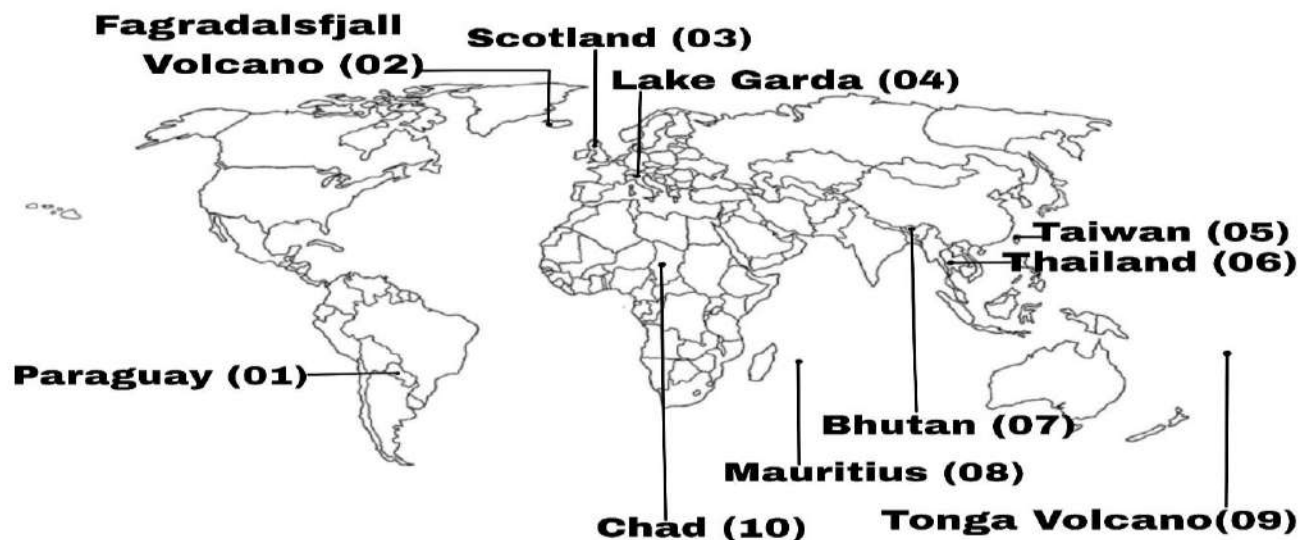 Fagradalsfjall
Volcano (02)
Scotland (03)
Lake Garda (04)
Taiwan (05)
Thailand (06)
Paraguay (01)
Bhutan (07)
Mauritius (08)
Tonga Volcano(09)
Chad (10)